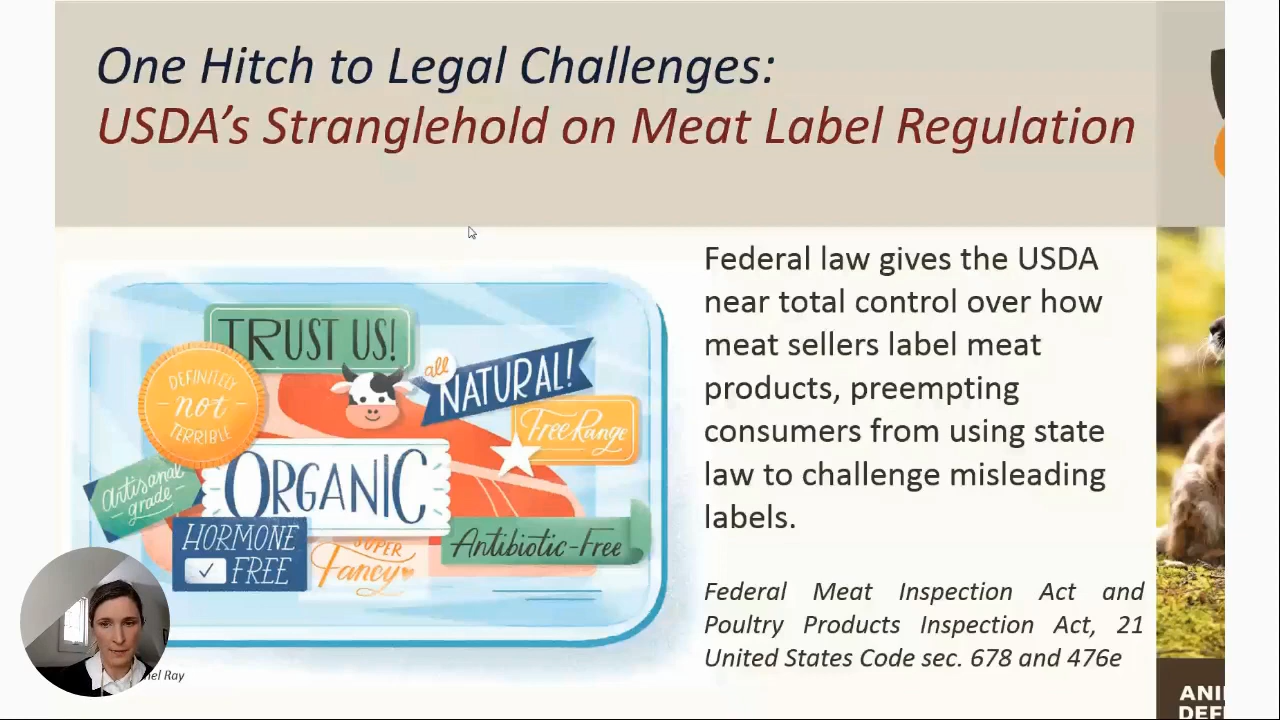 One Hitch to Legal Challenges:
USDA's Stranglehold on Meat Label Regulation
TRUST US!
DEFINITELY
not
TERRIBLE
all
NATURAL!
Free Range
Artisanal
grade
ORGANIC
HORMONE
FREE
SUPER
Fancy
Antibiotic-Free
Federal law gives the USDA
near total control over how
meat sellers label meat
products, preempting
consumers from using state
law to challenge misleading
labels.
Federal Meat Inspection Act and
Poultry Products Inspection Act, 21
United States Code sec. 678 and 476e
Ray